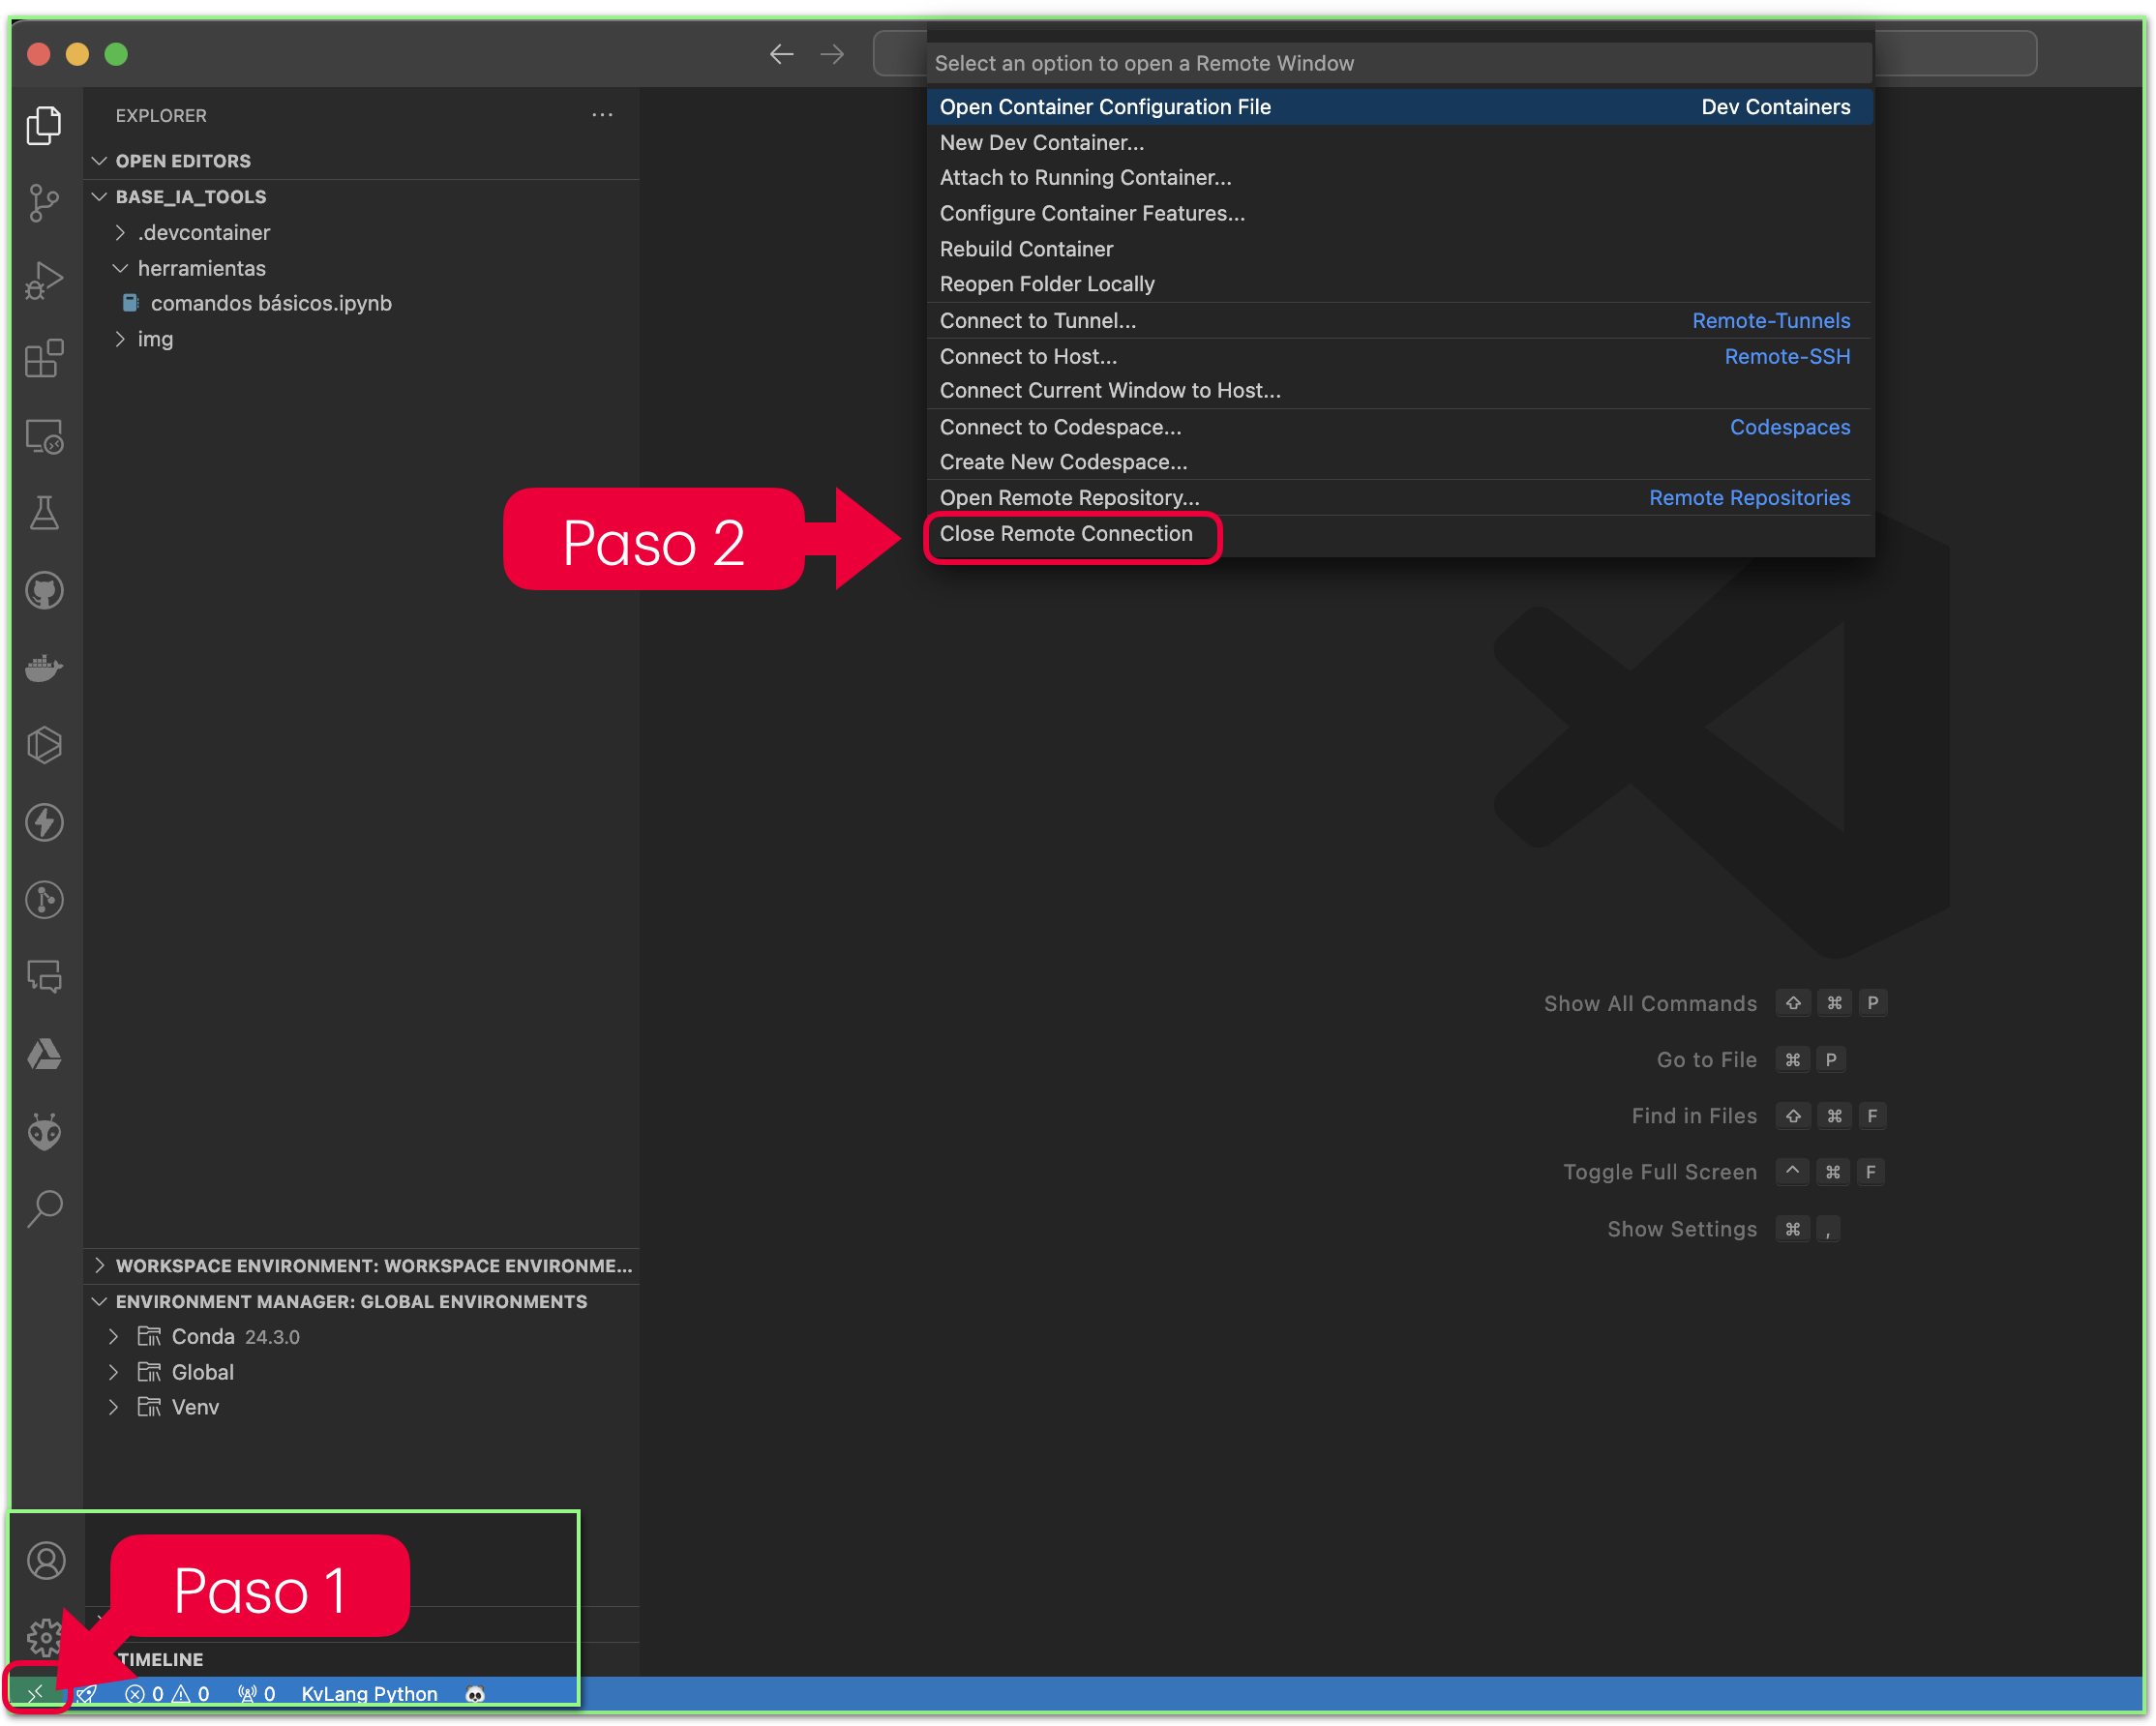 Select an option to open a Remote Window
Open Container Configuration File Dev Containers
New Dev Container...
Attach to Running Container...
Configure Container Features...
Rebuild Container
Reopen Folder Locally
Connect to Tunnel... Remote-Tunnels
Connect to Host... Remote-SSH
Connect Current Window to Host...
Connect to Codespace... Codespaces
Create New Codespace...
Open Remote Repository... Remote Repositories
Close Remote Connection
EXPLORER ...
OPEN EDITORS
BASE_IA_TOOLS
.devcontainer
herramientas
comandos básicos.ipynb
img
Paso 2
Show All Commands ⇧ ⌘ P
Go to File ⌘ P
Find in Files ⇧ ⌘ F
Toggle Full Screen ^ ⌘ F
Show Settings ⌘ ,
WORKSPACE ENVIRONMENT: WORKSPACE ENVIRONME...
ENVIRONMENT MANAGER: GLOBAL ENVIRONMENTS
Conda 24.3.0
Global
Venv
Paso 1
TIMELINE
0 0 0 KvLang Python